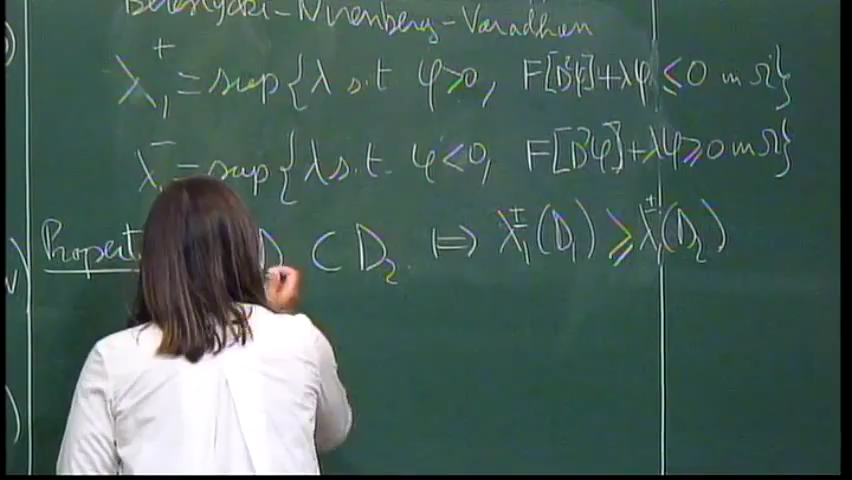 Berestycki-Nirenberg-Varadhan
λ₁⁺ = sup{λ s.t φ>0, F[D²φ]+λφ ≤ 0 in Ω}
λ₁⁻ = sup{λ s.t. φ<0, F[D²φ]+λφ ≥ 0 in Ω}
⊂ D₂ ⟹ λ₁^±(D₁) ≥ λ₁^±(D₂)